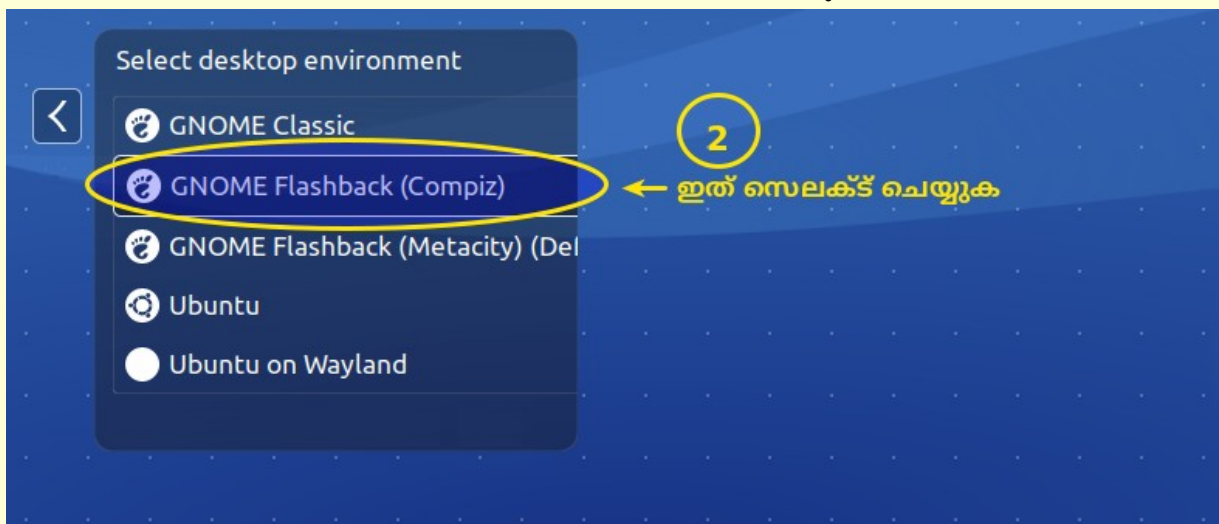 Select desktop environment
GNOME Classic
2
GNOME Flashback (Compiz)
ഇത് സെലക്ട് ചെയ്യുക
GNOME Flashback (Metacity) (Def
Ubuntu
Ubuntu on Wayland